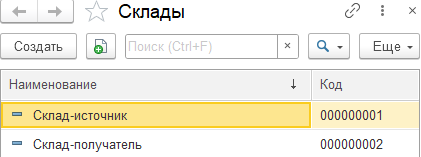 Склады
Создать Поиск (Ctrl+F) × Еще
Наименование ↓ Код
Склад-источник 000000001
Склад-получатель 000000002